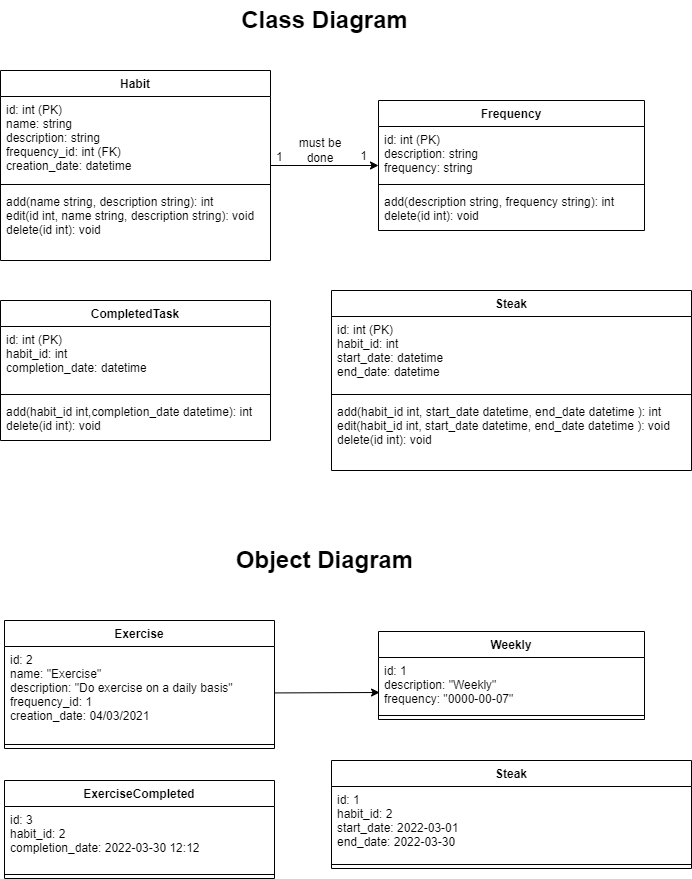 Class Diagram
Habit
id: int (PK)
name: string
description: string
frequency_id: int (FK)
creation_date: datetime
add(name string, description string): int
edit(id int, name string, description string): void
delete(id int): void
1
must be
done
1
Frequency
id: int (PK)
description: string
frequency: string
add(description string, frequency string): int
delete(id int): void
CompletedTask
id: int (PK)
habit_id: int
completion_date: datetime
add(habit_id int,completion_date datetime): int
delete(id int): void
Steak
id: int (PK)
habit_id: int
start_date: datetime
end_date: datetime
add(habit_id int, start_date datetime, end_date datetime ): int
edit(habit_id int, start_date datetime, end_date datetime ): void
delete(id int): void
Object Diagram
Exercise
id: 2
name: "Exercise"
description: "Do exercise on a daily basis"
frequency_id: 1
creation_date: 04/03/2021
Weekly
id: 1
description: "Weekly"
frequency: "0000-00-07"
ExerciseCompleted
id: 3
habit_id: 2
completion_date: 2022-03-30 12:12
Steak
id: 1
habit_id: 2
start_date: 2022-03-01
end_date: 2022-03-30